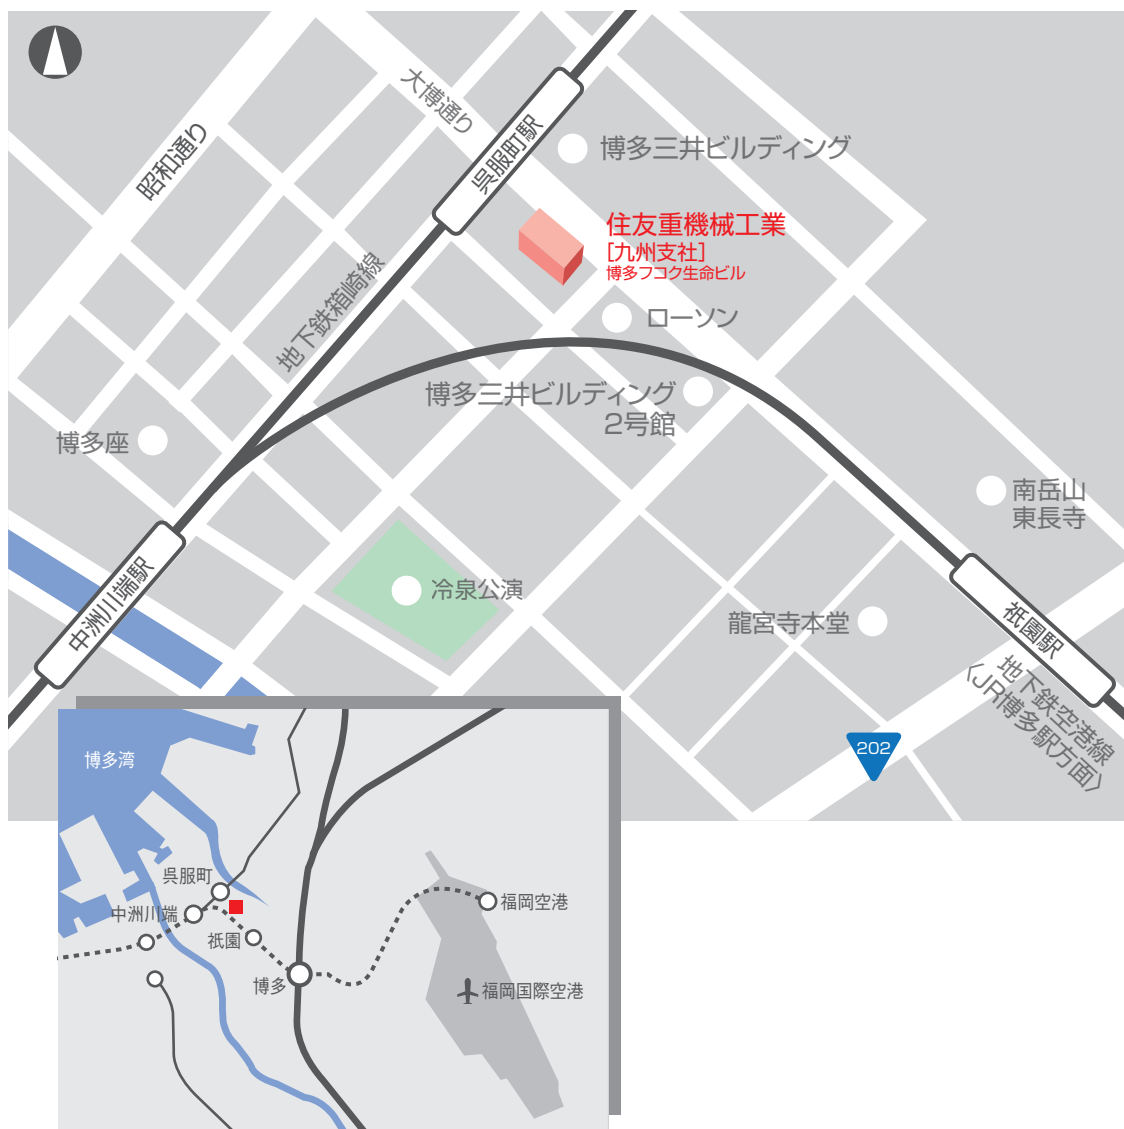 大博通り
昭和通り
呉服町駅
博多三井ビルディング
住友重機械工業
[九州支社]
博多フコク生命ビル
地下鉄箱崎線
ローソン
博多三井ビルディング
2号館
博多座
南岳山
東長寺
中洲川端駅
冷泉公演
龍宮寺本堂
祇園駅
地下鉄空港線
〈JR博多駅方面〉
202
博多湾
呉服町
中洲川端
祇園
博多
福岡空港
福岡国際空港